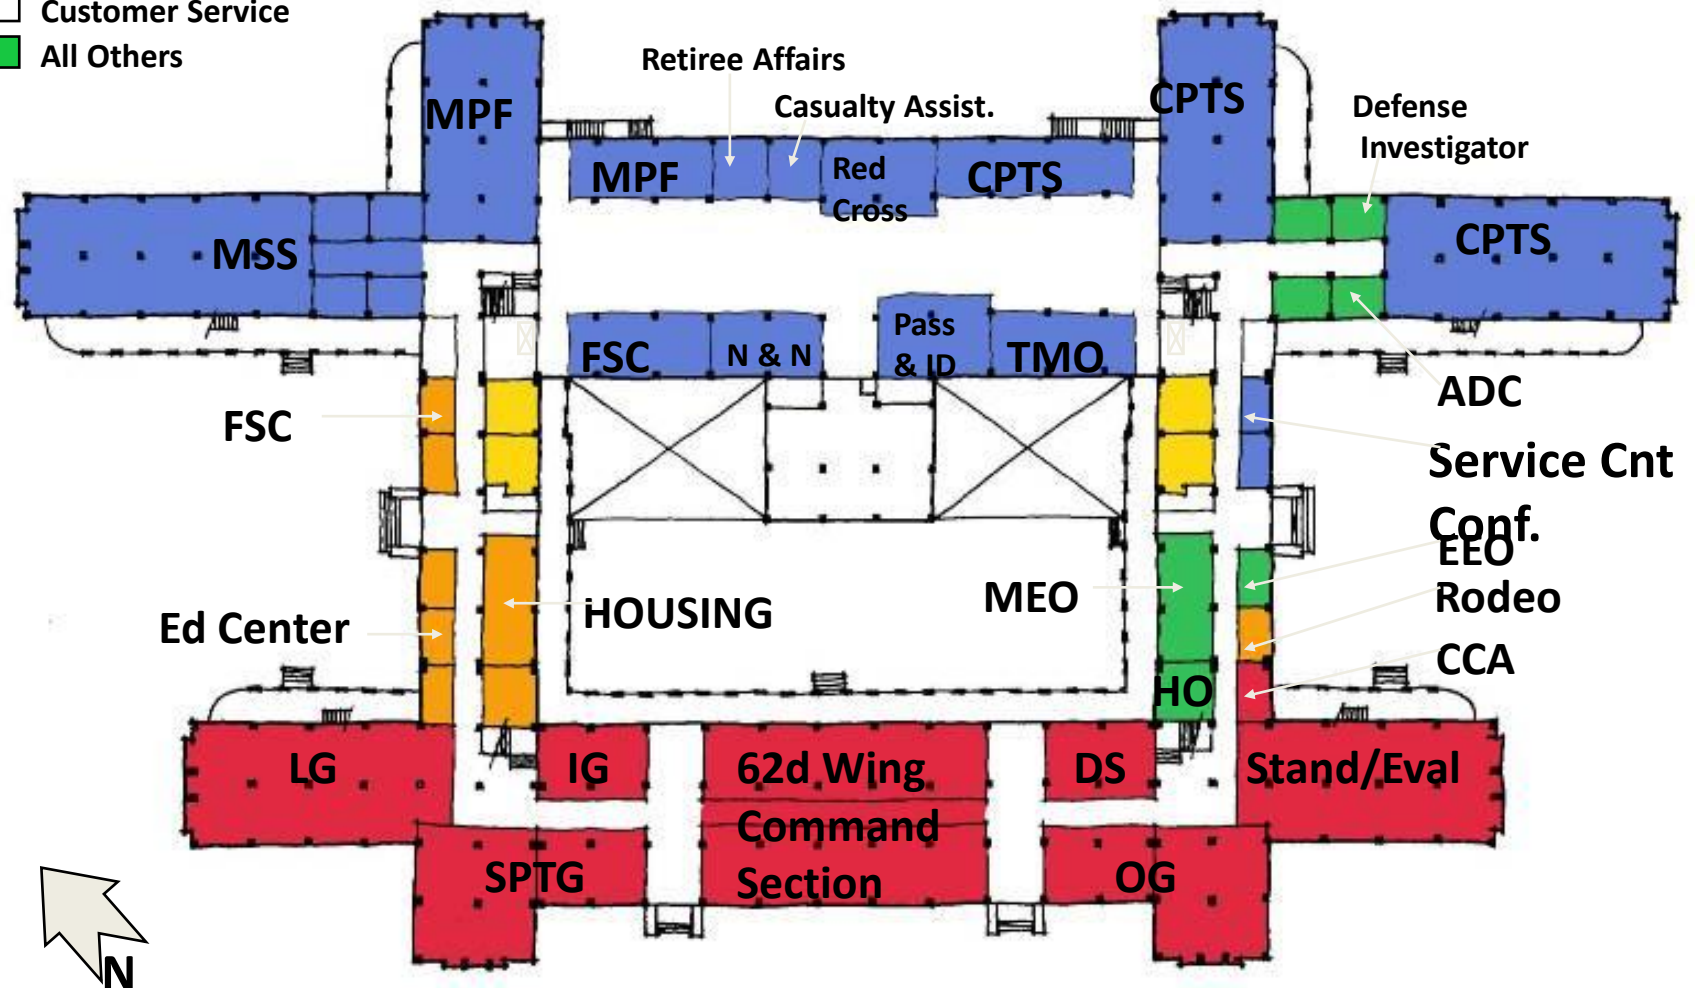 Customer Service
All Others
Retiree Affairs
Casualty Assist.
MPF
CPTS
Defense
Investigator
MPF
Red
Cross
CPTS
MSS
CPTS
FSC
N & N
Pass
& ID
TMO
FSC
ADC
Service Cnt
Conf.
EEO
Ed Center
HOUSING
MEO
Rodeo
CCA
HO
LG
IG
62d Wing
Command
Section
DS
Stand/Eval
SPTG
OG
N